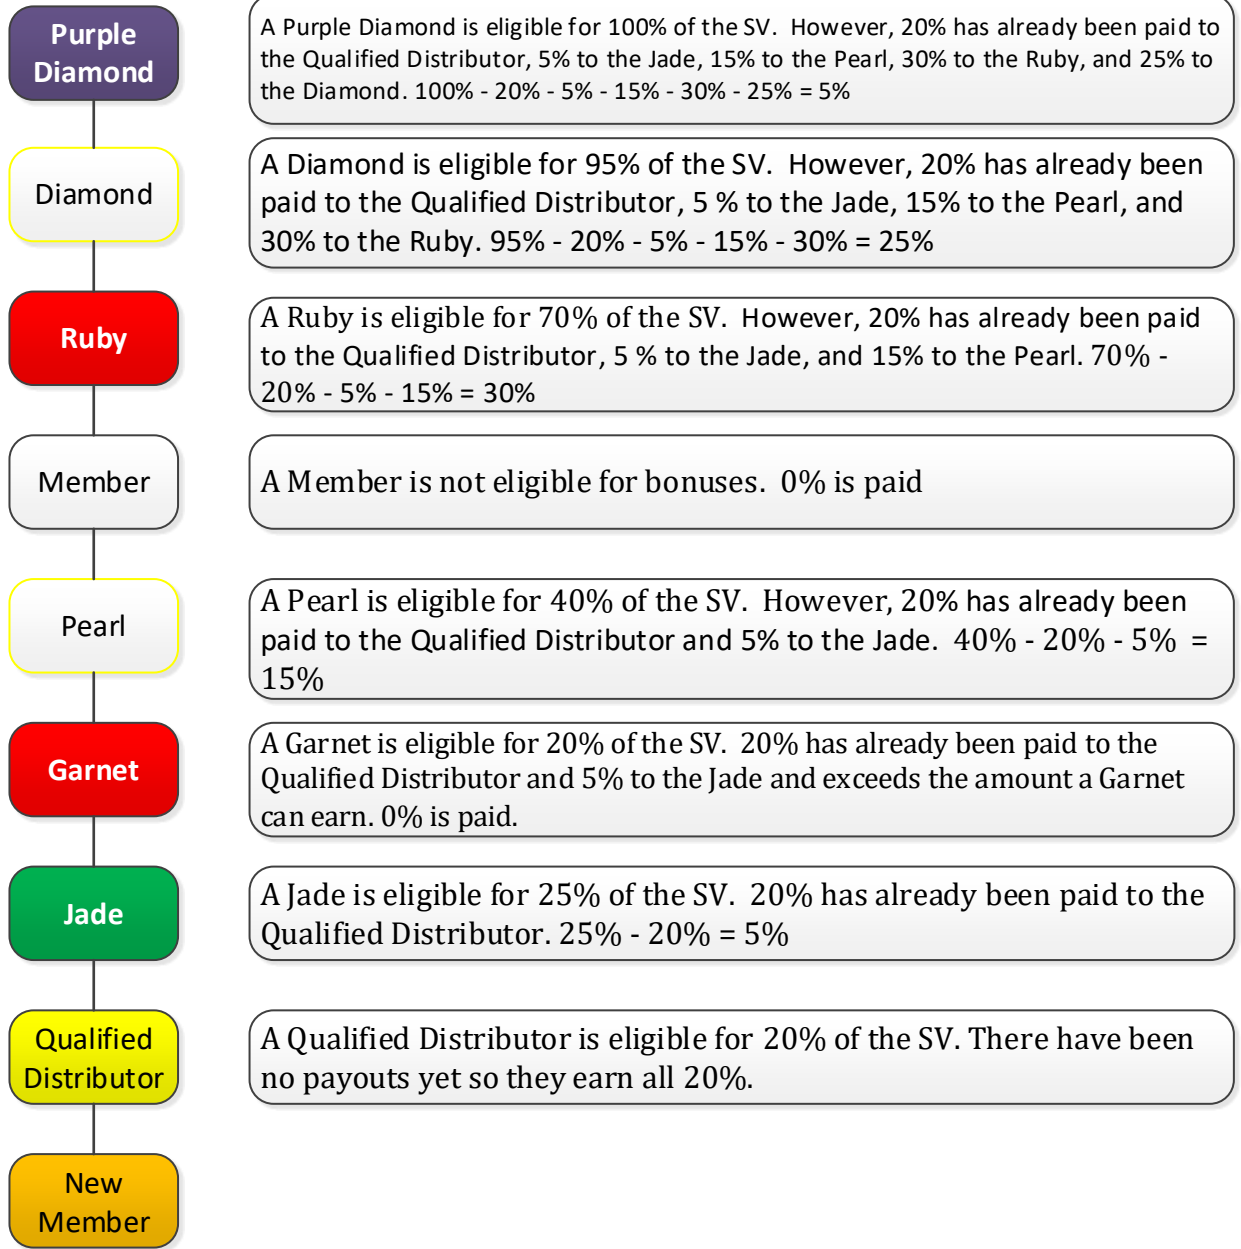 Purple
Diamond
A Purple Diamond is eligible for 100% of the SV.  However, 20% has already been paid to
the Qualified Distributor, 5% to the Jade, 15% to the Pearl, 30% to the Ruby, and 25% to
the Diamond. 100% - 20% - 5% - 15% - 30% - 25% = 5%
Diamond
A Diamond is eligible for 95% of the SV.  However, 20% has already been
paid to the Qualified Distributor, 5 % to the Jade, 15% to the Pearl, and
30% to the Ruby. 95% - 20% - 5% - 15% - 30% = 25%
Ruby
A Ruby is eligible for 70% of the SV.  However, 20% has already been paid
to the Qualified Distributor, 5 % to the Jade, and 15% to the Pearl. 70% -
20% - 5% - 15% = 30%
Member
A Member is not eligible for bonuses.  0% is paid
Pearl
A Pearl is eligible for 40% of the SV.  However, 20% has already been
paid to the Qualified Distributor and 5% to the Jade.  40% - 20% - 5%  =
15%
Garnet
A Garnet is eligible for 20% of the SV.  20% has already been paid to the
Qualified Distributor and 5% to the Jade and exceeds the amount a Garnet
can earn. 0% is paid.
Jade
A Jade is eligible for 25% of the SV.  20% has already been paid to the
Qualified Distributor. 25% - 20% = 5%
Qualified
Distributor
A Qualified Distributor is eligible for 20% of the SV. There have been
no payouts yet so they earn all 20%.
New
Member